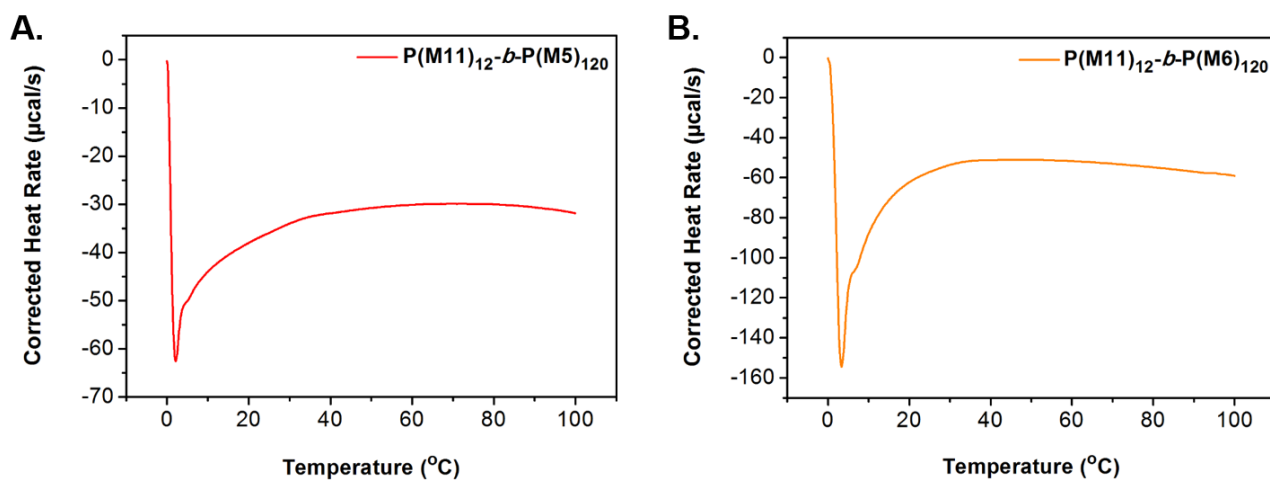 A.
P(M11)12-b-P(M5)120
0
-10
-20
-30
-40
-50
-60
-70
Corrected Heat Rate (µcal/s)
0 20 40 60 80 100
Temperature (oC)
B.
P(M11)12-b-P(M6)120
0
-20
-40
-60
-80
-100
-120
-140
-160
Corrected Heat Rate (µcal/s)
0 20 40 60 80 100
Temperature (oC)